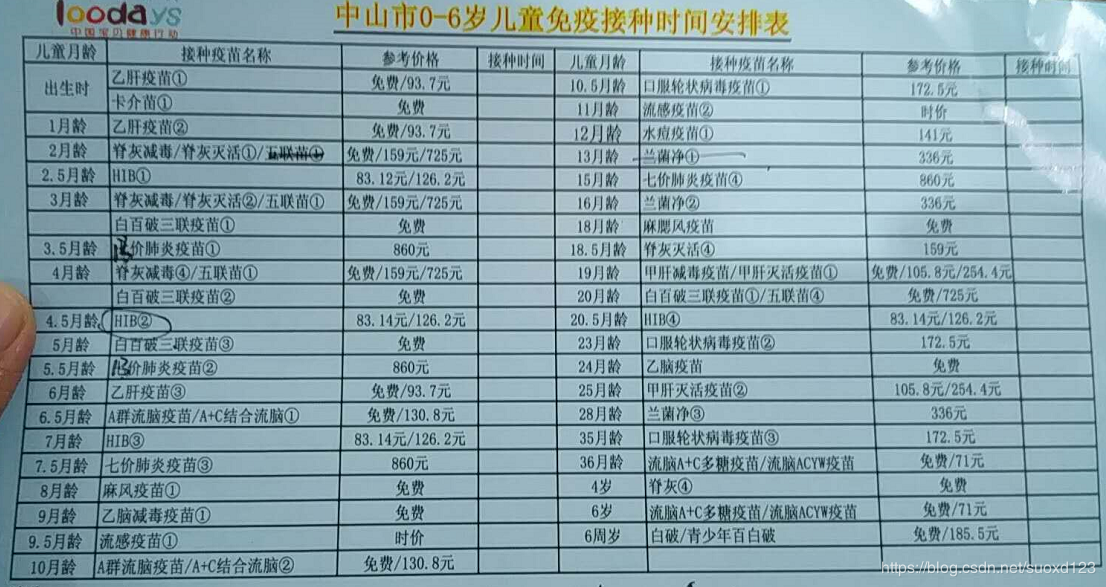 100days
中国宝贝健康行动
中山市0-6岁儿童免疫接种时间安排表
儿童月龄 接种疫苗名称 参考价格 接种时间 儿童月龄 接种疫苗名称 参考价格 接种时间
出生时 乙肝疫苗① 免费/93.7元 10.5月龄 口服轮状病毒疫苗① 172.5元
卡介苗① 免费 11月龄 流感疫苗② 时价
1月龄 乙肝疫苗② 免费/93.7元 12月龄 水痘疫苗① 141元
2月龄 脊灰减毒/脊灰灭活①/五联苗① 免费/159元/725元 13月龄 兰菌净① 336元
2.5月龄 HIB① 83.12元/126.2元 15月龄 七价肺炎疫苗④ 860元
3月龄 脊灰减毒/脊灰灭活②/五联苗① 免费/159元/725元 16月龄 兰菌净② 336元
白百破三联疫苗① 免费 18月龄 麻腮风疫苗 免费
3.5月龄 13价肺炎疫苗① 860元 18.5月龄 脊灰灭活④ 159元
4月龄 脊灰减毒④/五联苗① 免费/159元/725元 19月龄 甲肝减毒疫苗/甲肝灭活疫苗① 免费/105.8元/254.4元
白百破三联疫苗② 免费 20月龄 白百破三联疫苗①/五联苗④ 免费/725元
4.5月龄 HIB② 83.14元/126.2元 20.5月龄 HIB④ 83.14元/126.2元
5月龄 白百破三联疫苗③ 免费 23月龄 口服轮状病毒疫苗② 172.5元
5.5月龄 13价肺炎疫苗② 860元 24月龄 乙脑疫苗 免费
6月龄 乙肝疫苗③ 免费/93.7元 25月龄 甲肝灭活疫苗② 105.8元/254.4元
6.5月龄 A群流脑疫苗/A+C结合流脑① 免费/130.8元 28月龄 兰菌净③ 336元
7月龄 HIB③ 83.14元/126.2元 35月龄 口服轮状病毒疫苗③ 172.5元
7.5月龄 七价肺炎疫苗③ 860元 36月龄 流脑A+C多糖疫苗/流脑ACYW疫苗 免费/71元
8月龄 麻风疫苗① 免费 4岁 脊灰④ 免费
9月龄 乙脑减毒疫苗① 免费 6岁 流脑A+C多糖疫苗/流脑ACYW疫苗 免费/71元
9.5月龄 流感疫苗① 时价 6周岁 白破/青少年百白破 免费/185.5元
10月龄 A群流脑疫苗/A+C结合流脑② 免费/130.8元
https://blog.csdn.net/suoxd123